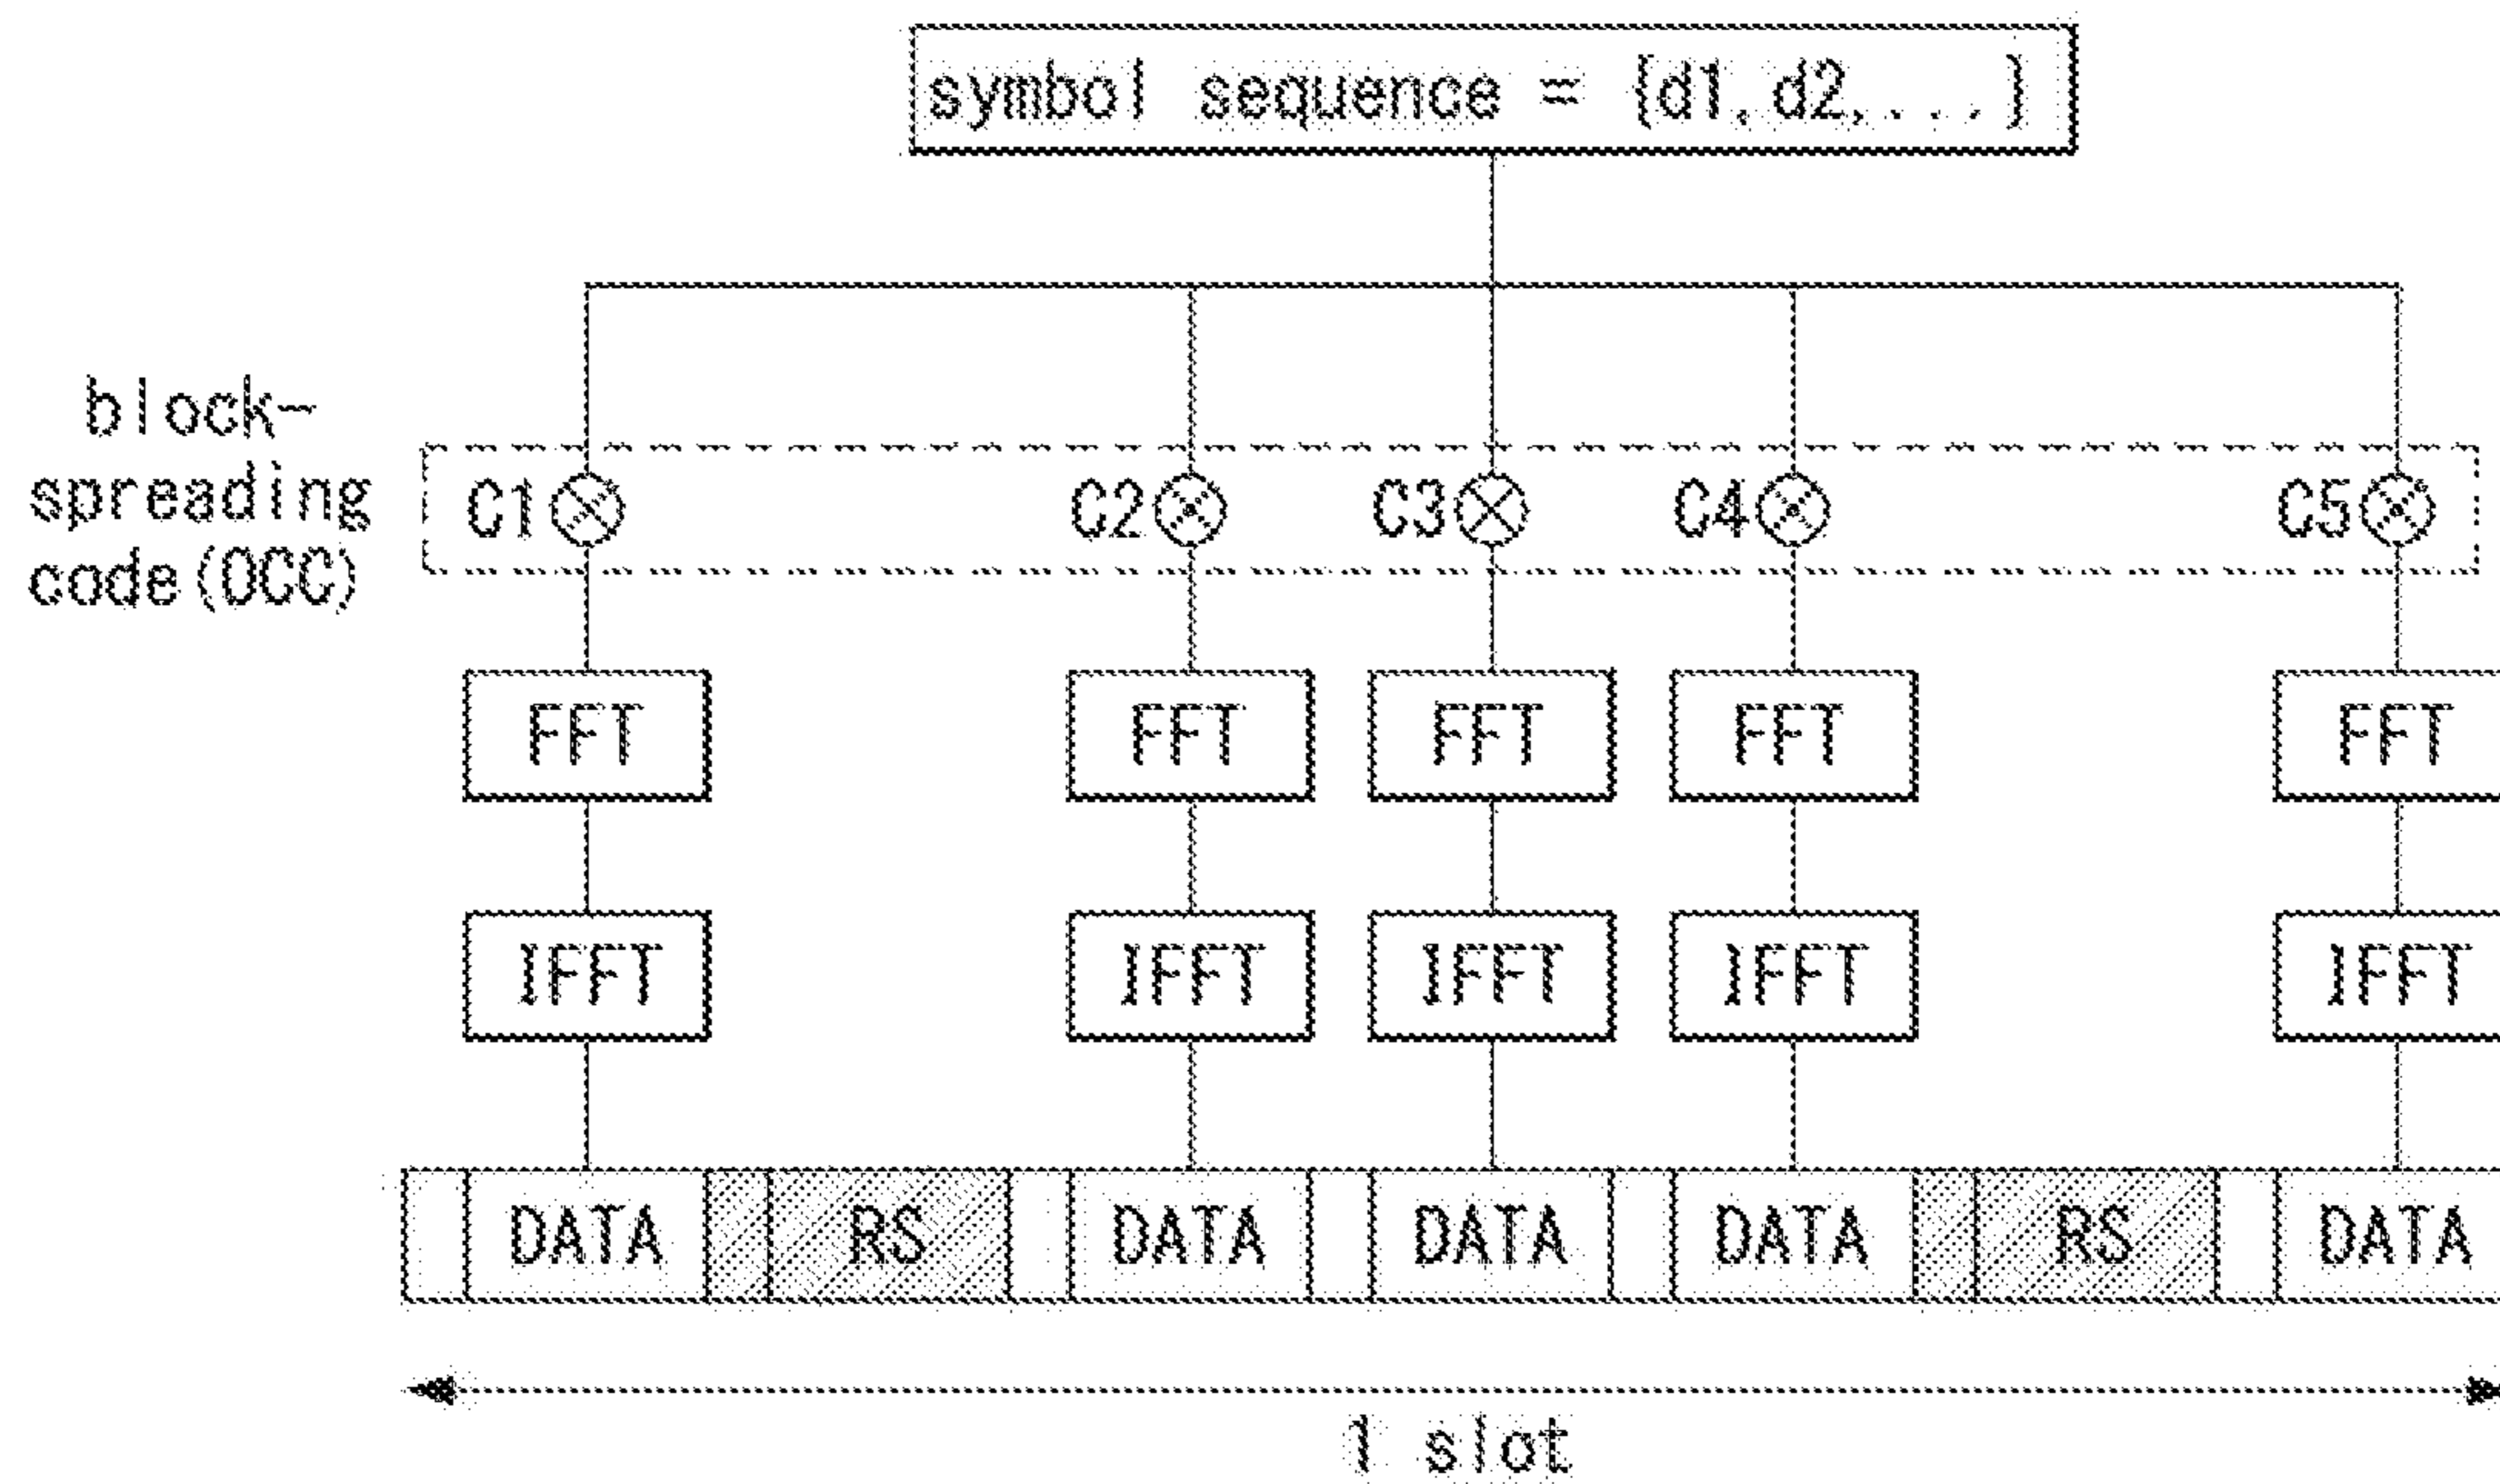 symbol sequence = {d1,d2,...}
block-
spreading
code(OCC)
C1 C2 C3 C4 C5
FFT FFT FFT FFT FFT
IFFT IFFT IFFT IFFT IFFT
DATA RS DATA DATA DATA RS DATA
1 slot